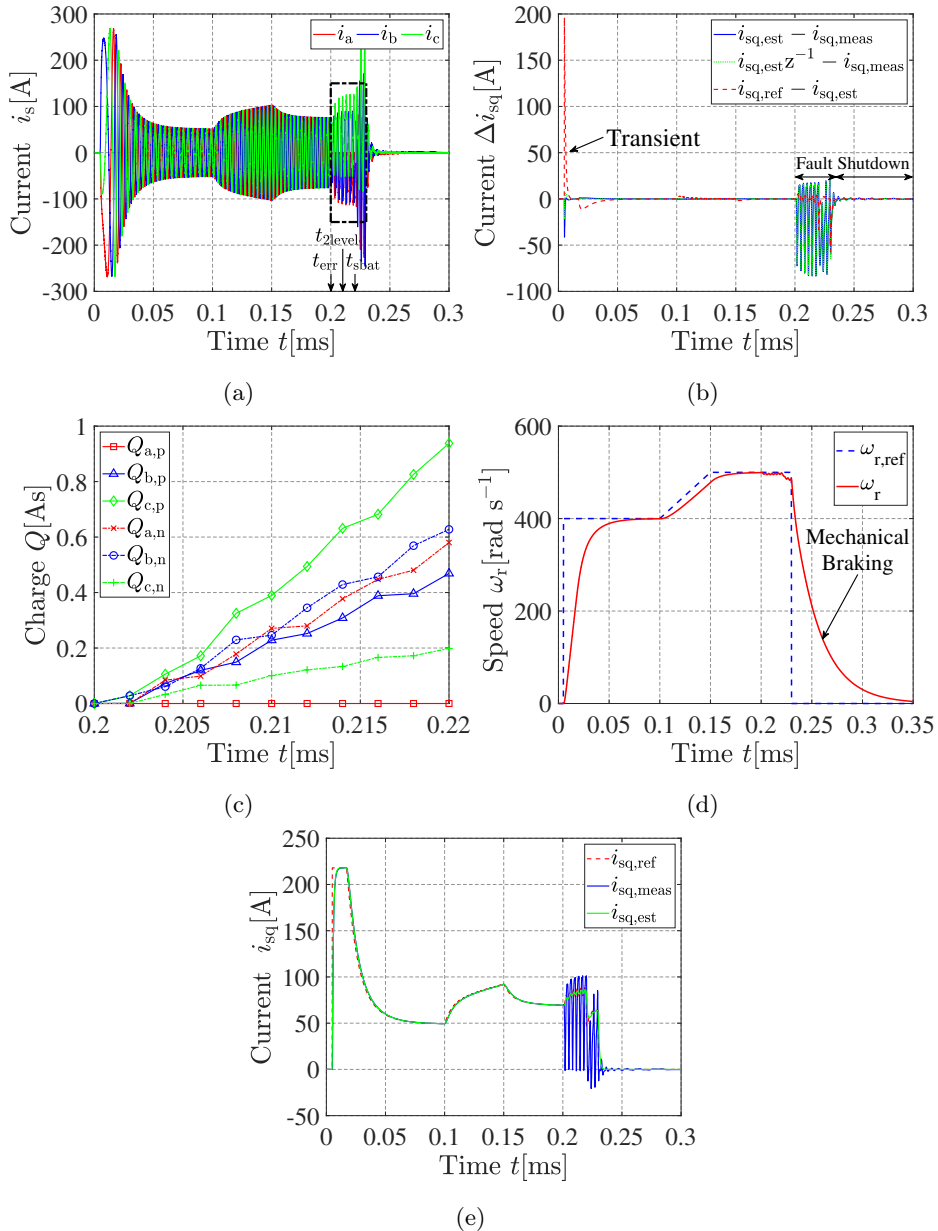 i_a i_b i_c
300
200
100
0
-100
-200
-300
Current i_s[A]
t_2level
t_err t_sbat
0 0.05 0.1 0.15 0.2 0.25 0.3
Time t[ms]
(a)
i_sq,est − i_sq,meas
i_sq,est z⁻¹ − i_sq,meas
i_sq,ref − i_sq,est
200
150
100
50
0
-50
-100
Current Δi_sq[A]
Transient
Fault Shutdown
0 0.05 0.1 0.15 0.2 0.25 0.3
Time t[ms]
(b)
Q_a,p
Q_b,p
Q_c,p
Q_a,n
Q_b,n
Q_c,n
1
0.8
0.6
0.4
0.2
0
Charge Q[As]
0.2 0.205 0.21 0.215 0.22
Time t[ms]
(c)
ω_r,ref
ω_r
600
400
200
0
Speed ω_r[rad s⁻¹]
Mechanical
Braking
0 0.05 0.1 0.15 0.2 0.25 0.3 0.35
Time t[ms]
(d)
i_sq,ref
i_sq,meas
i_sq,est
250
200
150
100
50
0
-50
Current i_sq[A]
0 0.05 0.1 0.15 0.2 0.25 0.3
Time t[ms]
(e)